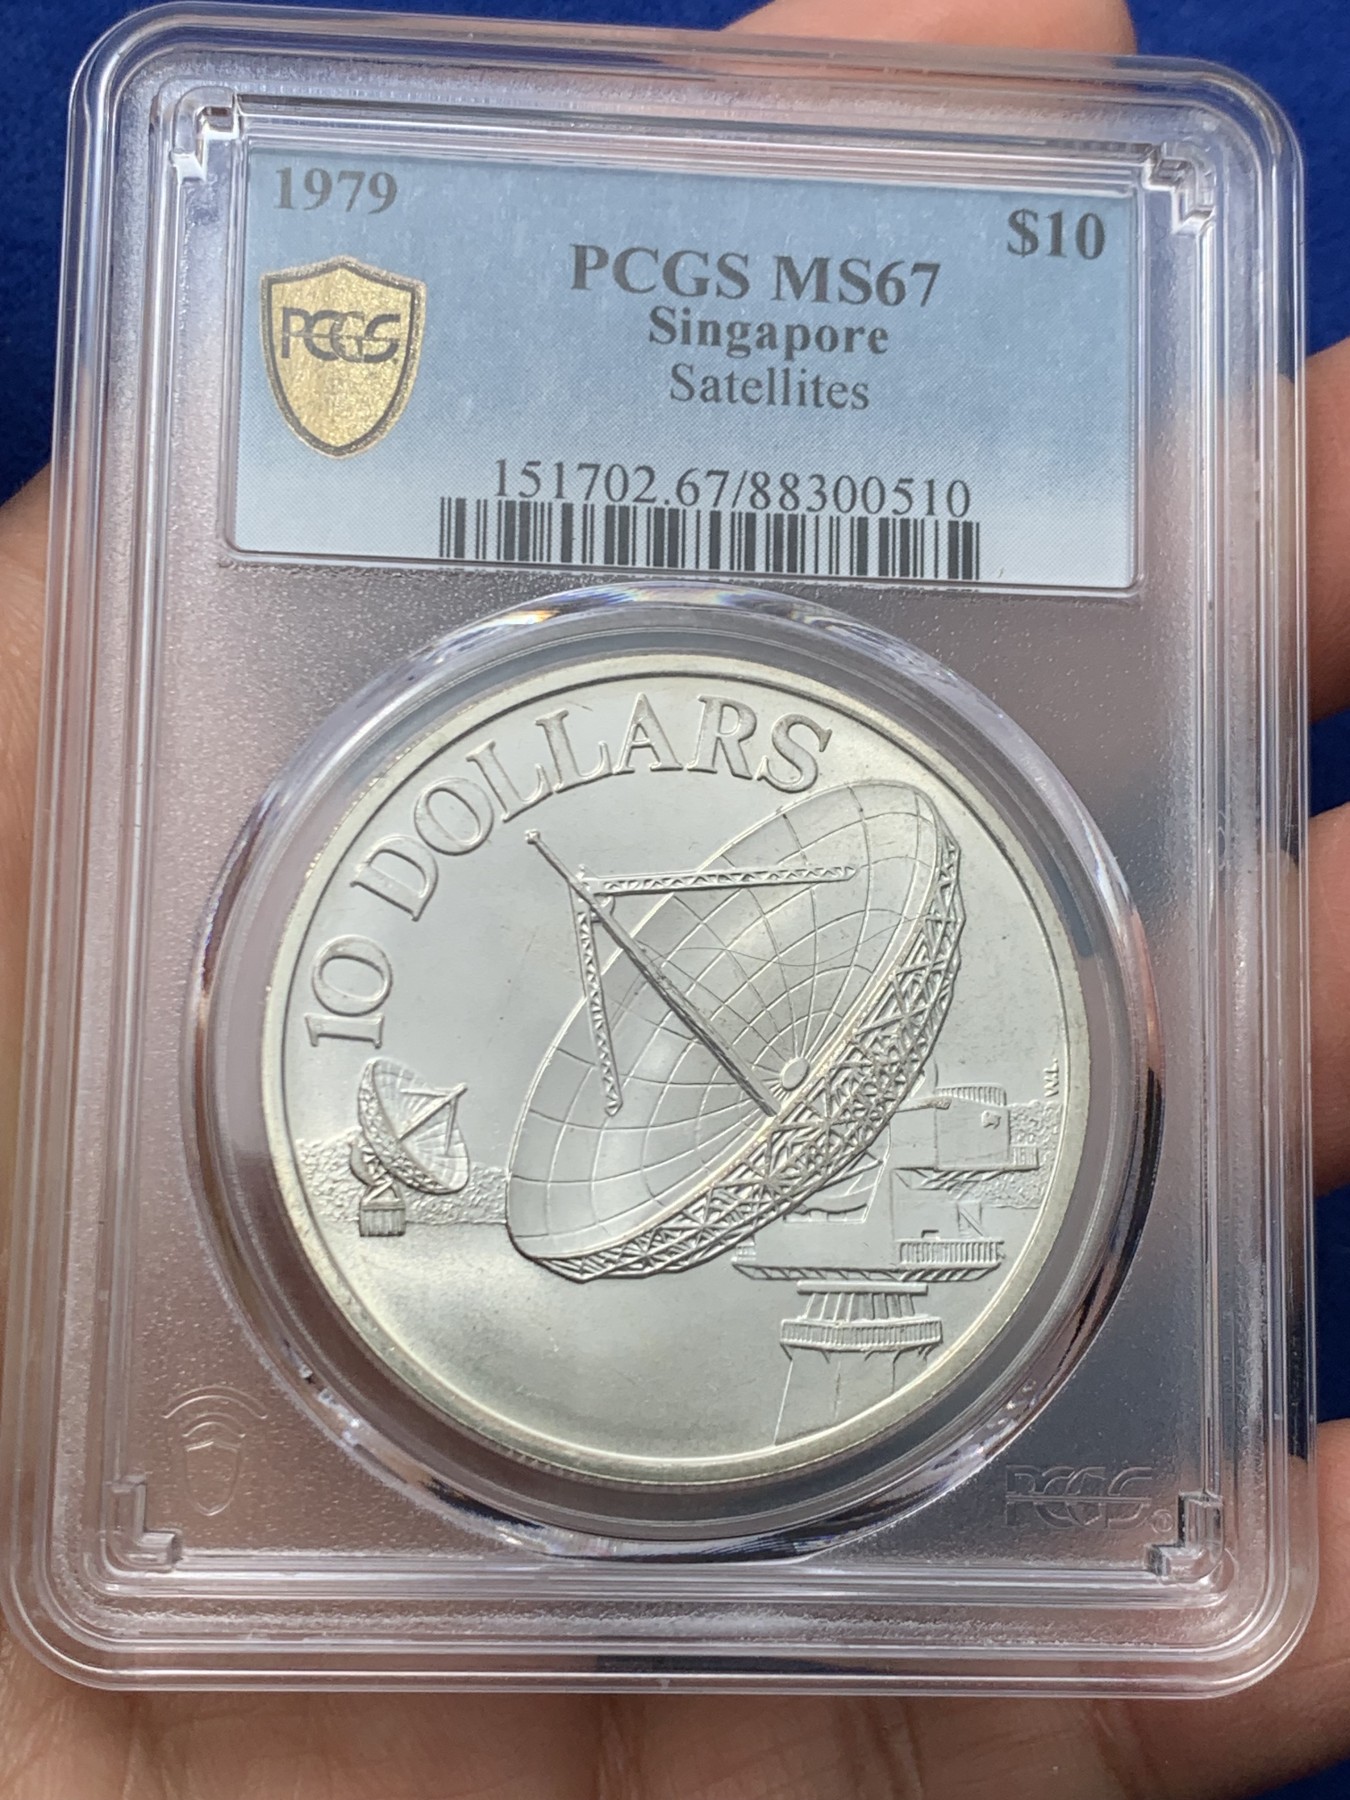 1979
$10
PCGS MS67
Singapore
PCGS
Satellites
151702.67/88300510
10 DOLLARS
PCGS